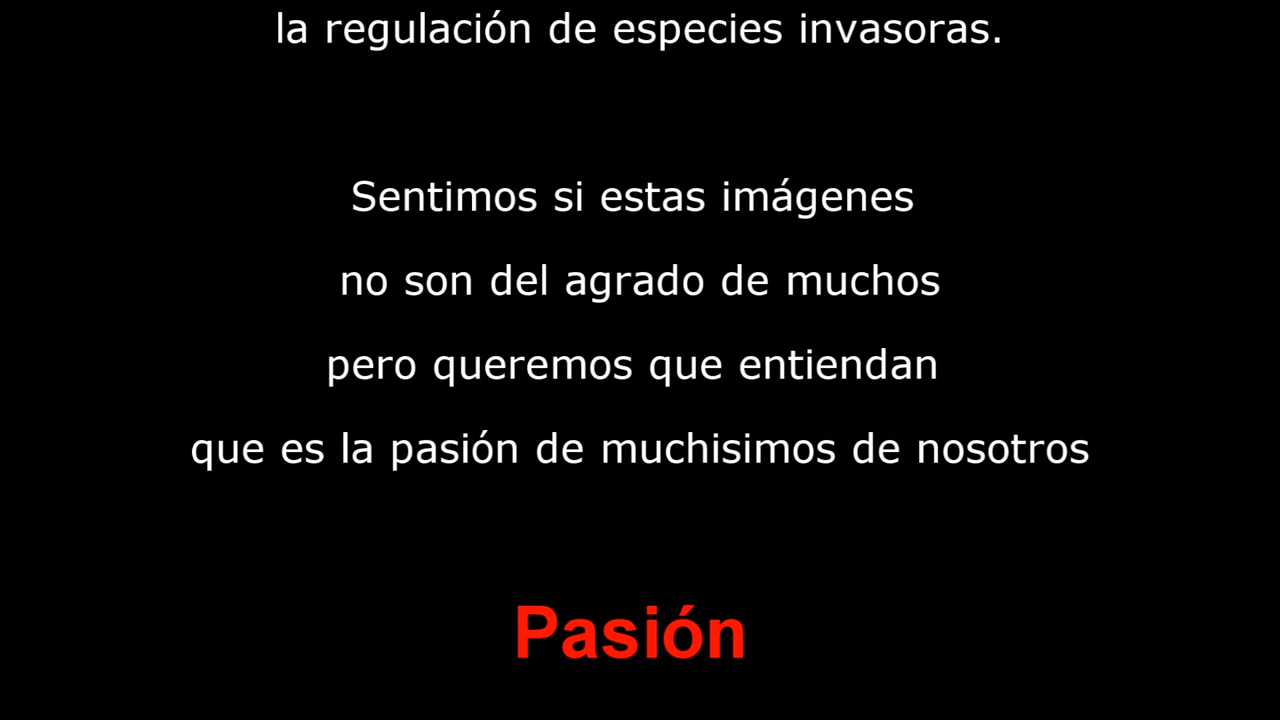 la regulación de especies invasoras.
Sentimos si estas imágenes
no son del agrado de muchos
pero queremos que entiendan
que es la pasión de muchisimos de nosotros
Pasión